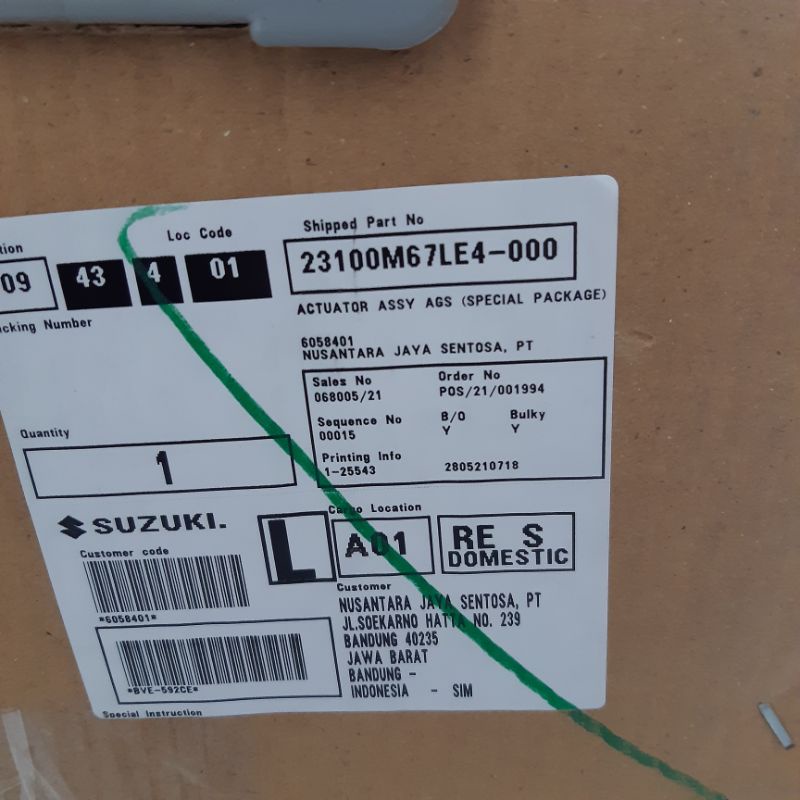 Loc Code
Shipped Part No
09 43 4 01
23100M67LE4-000
ACTUATOR ASSY AGS (SPECIAL PACKAGE)
6058401
NUSANTARA JAYA SENTOSA, PT
Sales No Order No
068005/21 POS/21/001994
Sequence No B/O Bulky
00015 Y Y
Printing Info
1-25543 2805210718
Quantity
1
SUZUKI.
L
Cargo Location
A01
RE S
DOMESTIC
Customer code
*6058401*
*BVE-592CE*
Customer
NUSANTARA JAYA SENTOSA, PT
JL.SOEKARNO HATTA NO. 239
BANDUNG 40235
JAWA BARAT
BANDUNG -
INDONESIA - SIM
Special Instruction